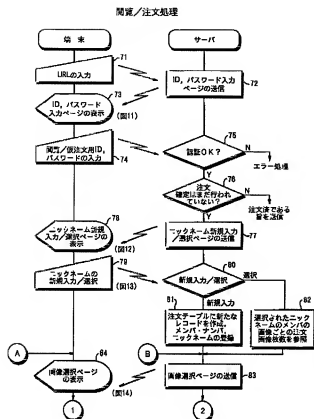 閲覧/注文処理
端末
サーバ
71
URLの入力
72
ID, パスワード入力
ページの送信
73
ID, パスワード
入力ページの表示
(図11)
閲覧/仮注文用ID,
パスワードの入力
74
75
認証OK?
N
エラー処理
Y
76
注文
確定はまだ行われ
ていない?
N
注文済である
旨を送信
Y
ニックネーム新規入力
/選択ページの送信
77
78
ニックネーム新規
入力/選択ページの
表示
(図12)
79
ニックネームの
新規入力/選択
(図13)
80
新規入力/選択
選択
新規入力
81
注文テーブルに新たな
レコードを作成,
メンバ・ナンバ,
ニックネームの登録
82
選択されたニック
ネームのメンバの
画像ごとの注文
画像枚数を参照
A
B
84
画像選択ページ
の表示
画像選択ページの送信
83
(図14)
1
2